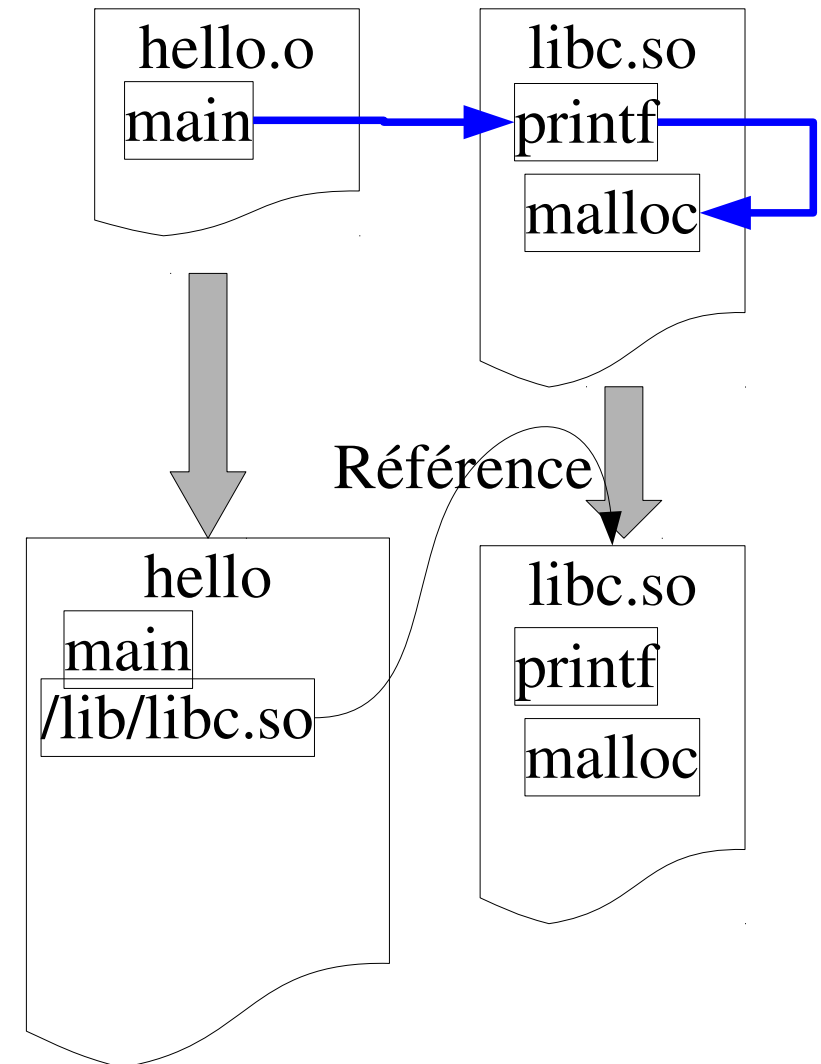 hello.o
main
libc.so
printf
malloc
Référence
hello
main
/lib/libc.so
libc.so
printf
malloc